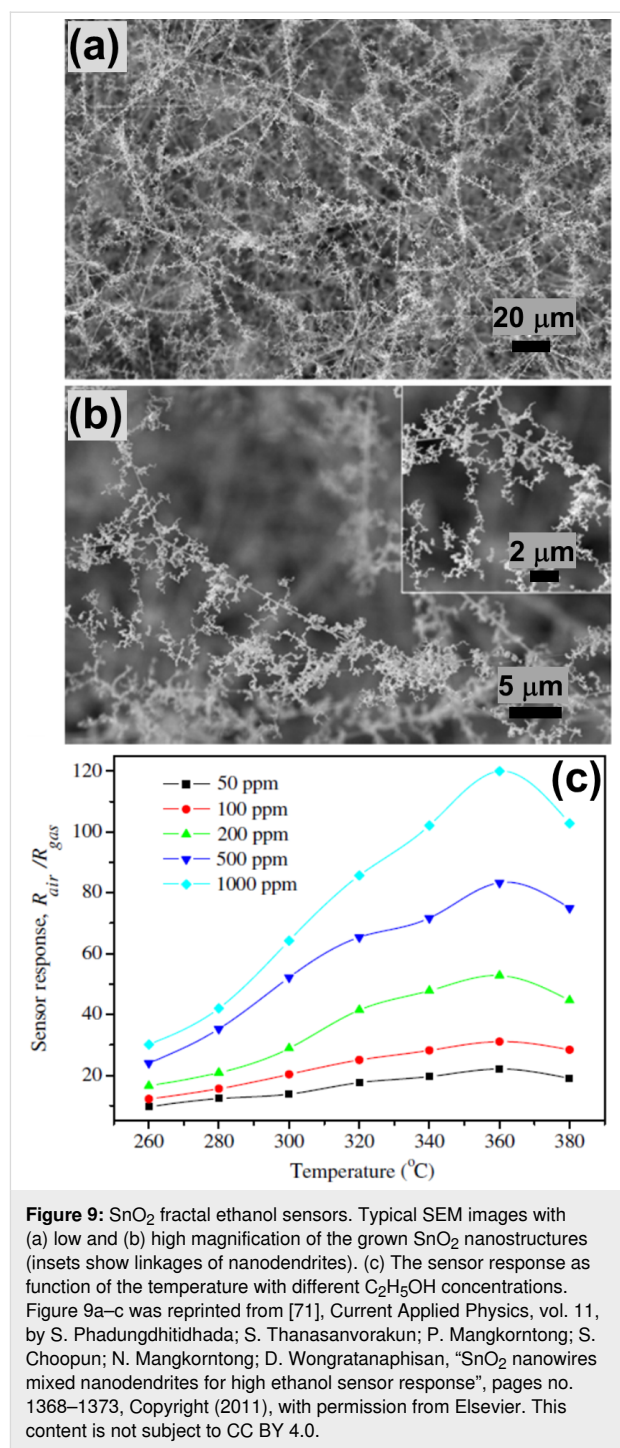 (a)
20 μm
(b)
2 μm
5 μm
(c)
120
100
80
60
40
20
Sensor response, R_air /R_gas
50 ppm
100 ppm
200 ppm
500 ppm
1000 ppm
260 280 300 320 340 360 380
Temperature (°C)
Figure 9: SnO₂ fractal ethanol sensors. Typical SEM images with
(a) low and (b) high magnification of the grown SnO₂ nanostructures
(insets show linkages of nanodendrites). (c) The sensor response as
function of the temperature with different C₂H₅OH concentrations.
Figure 9a–c was reprinted from [71], Current Applied Physics, vol. 11,
by S. Phadungdhitidhada; S. Thanasanvorakun; P. Mangkorntong; S.
Choopun; N. Mangkorntong; D. Wongratanaphisan, “SnO₂ nanowires
mixed nanodendrites for high ethanol sensor response”, pages no.
1368–1373, Copyright (2011), with permission from Elsevier. This
content is not subject to CC BY 4.0.